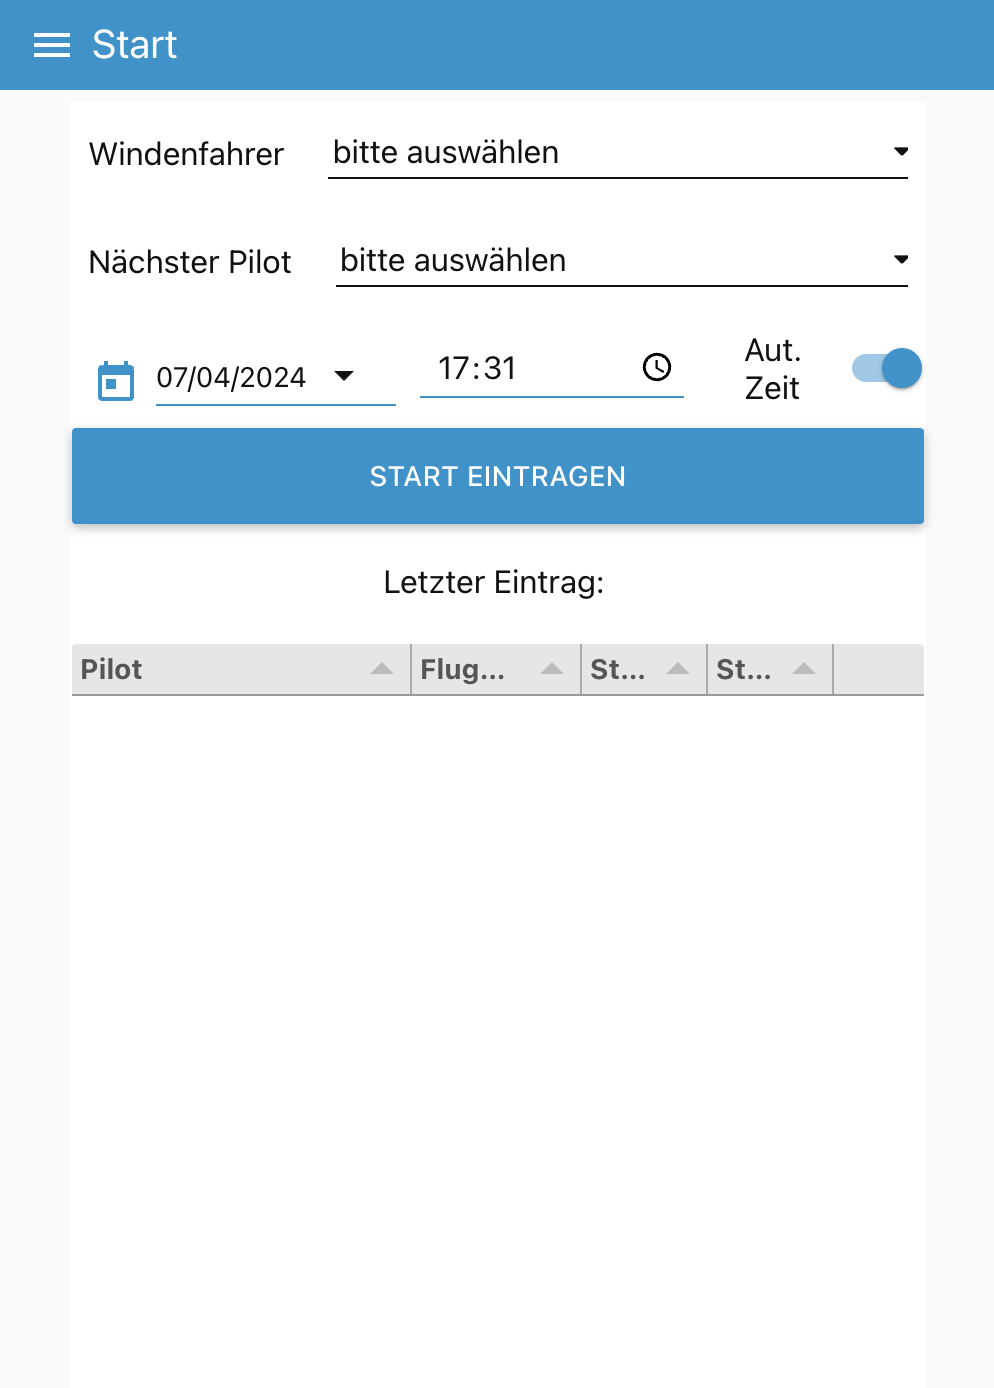 Start
Windenfahrer bitte auswählen
Nächster Pilot bitte auswählen
07/04/2024 17:31 Aut. Zeit
START EINTRAGEN
Letzter Eintrag:
Pilot Flug... St... St...